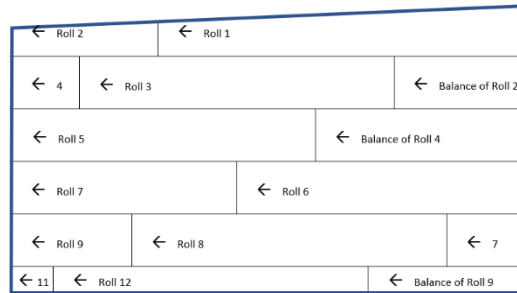 ← Roll 2 ← Roll 1
← 4 ← Roll 3 ← Balance of Roll 2
← Roll 5 ← Balance of Roll 4
← Roll 7 ← Roll 6
← Roll 9 ← Roll 8 ← 7
← 11 ← Roll 12 ← Balance of Roll 9